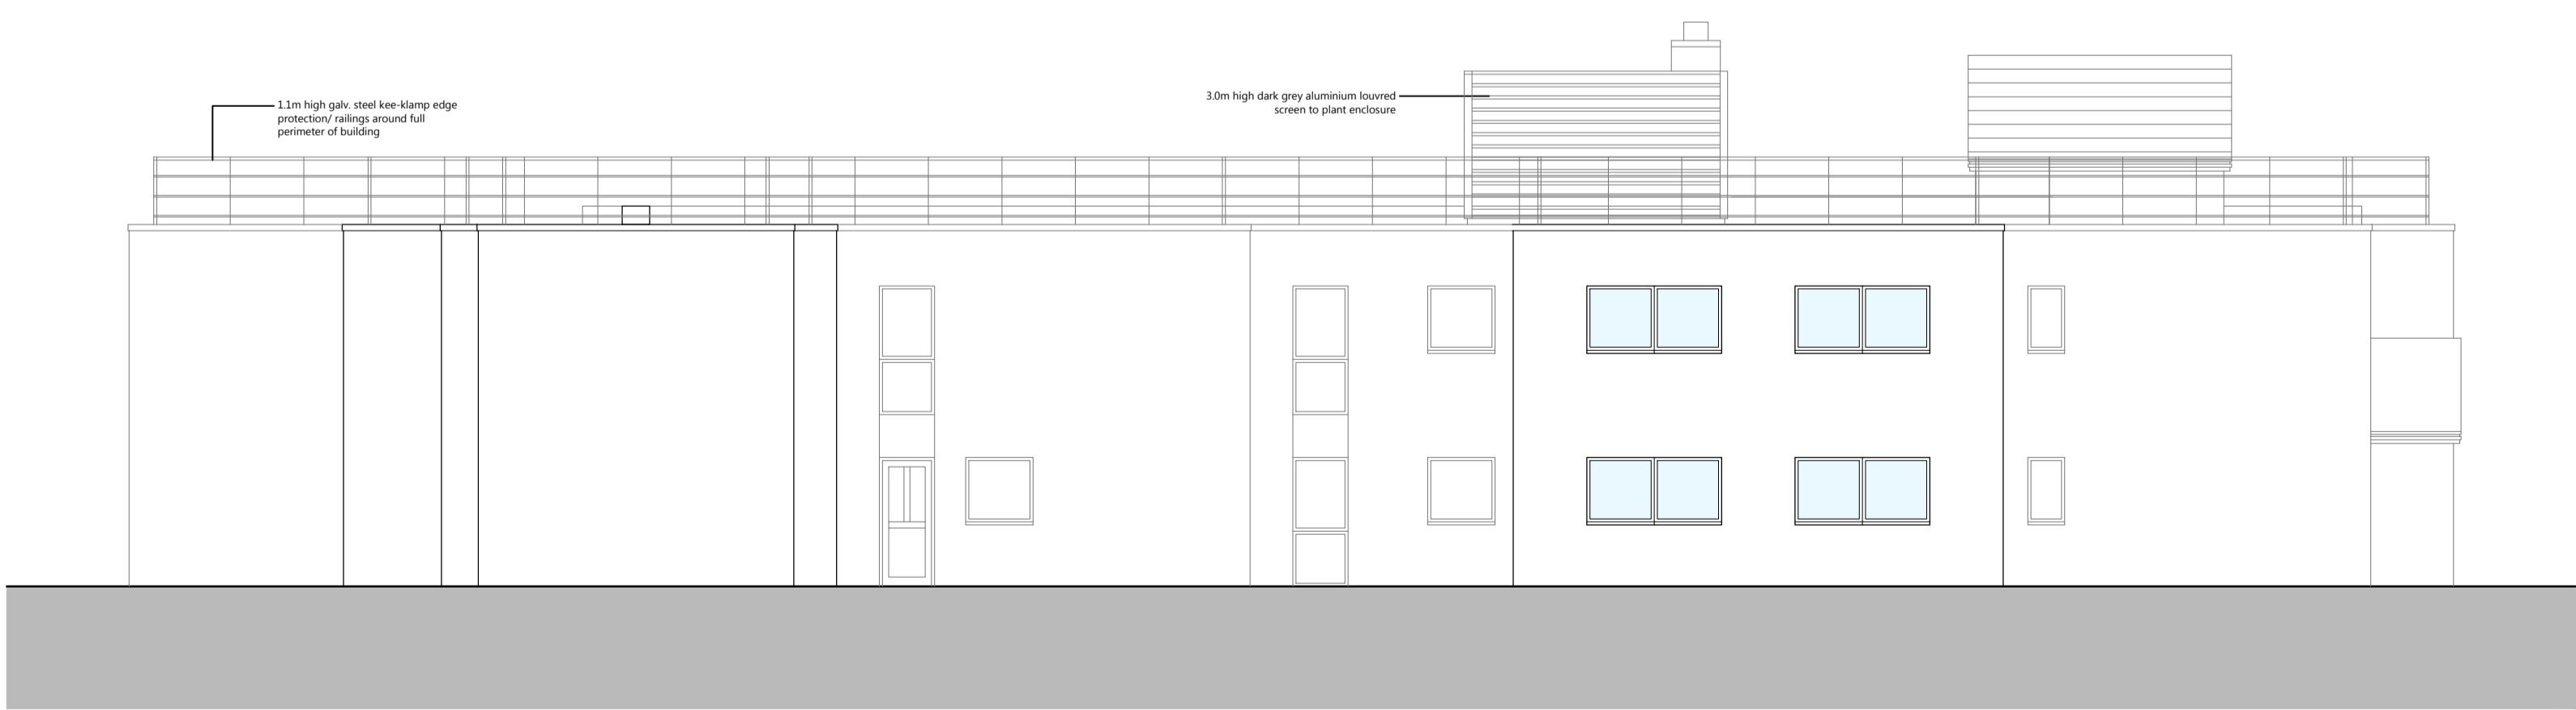 1.1m high galv. steel kee-klamp edge
protection/ railings around full
perimeter of building
3.0m high dark grey aluminium louvred
screen to plant enclosure